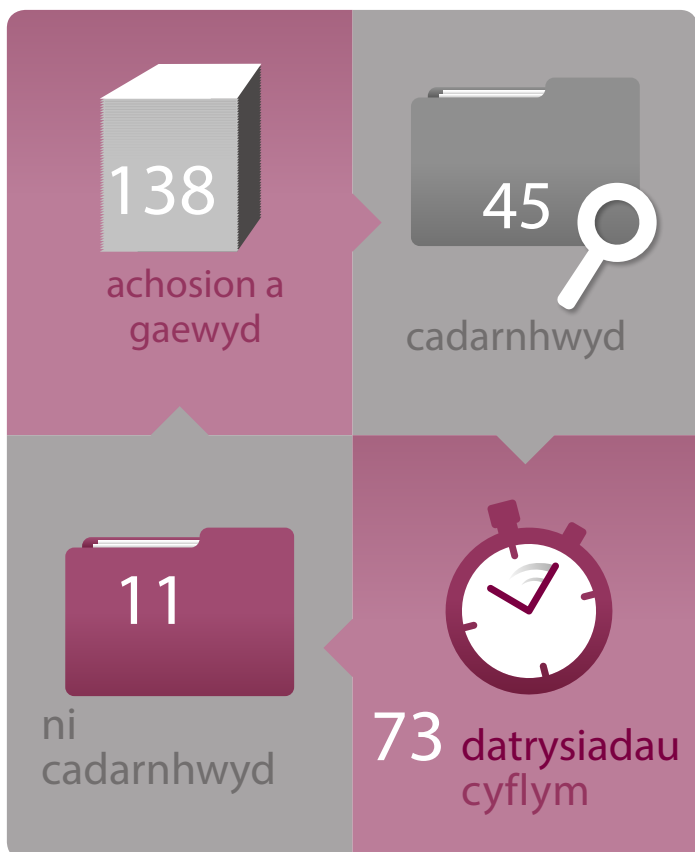 138
achosion a
gaewyd
45
cadarnhwyd
11
ni
cadarnhwyd
73 datrysiadau
cyflym